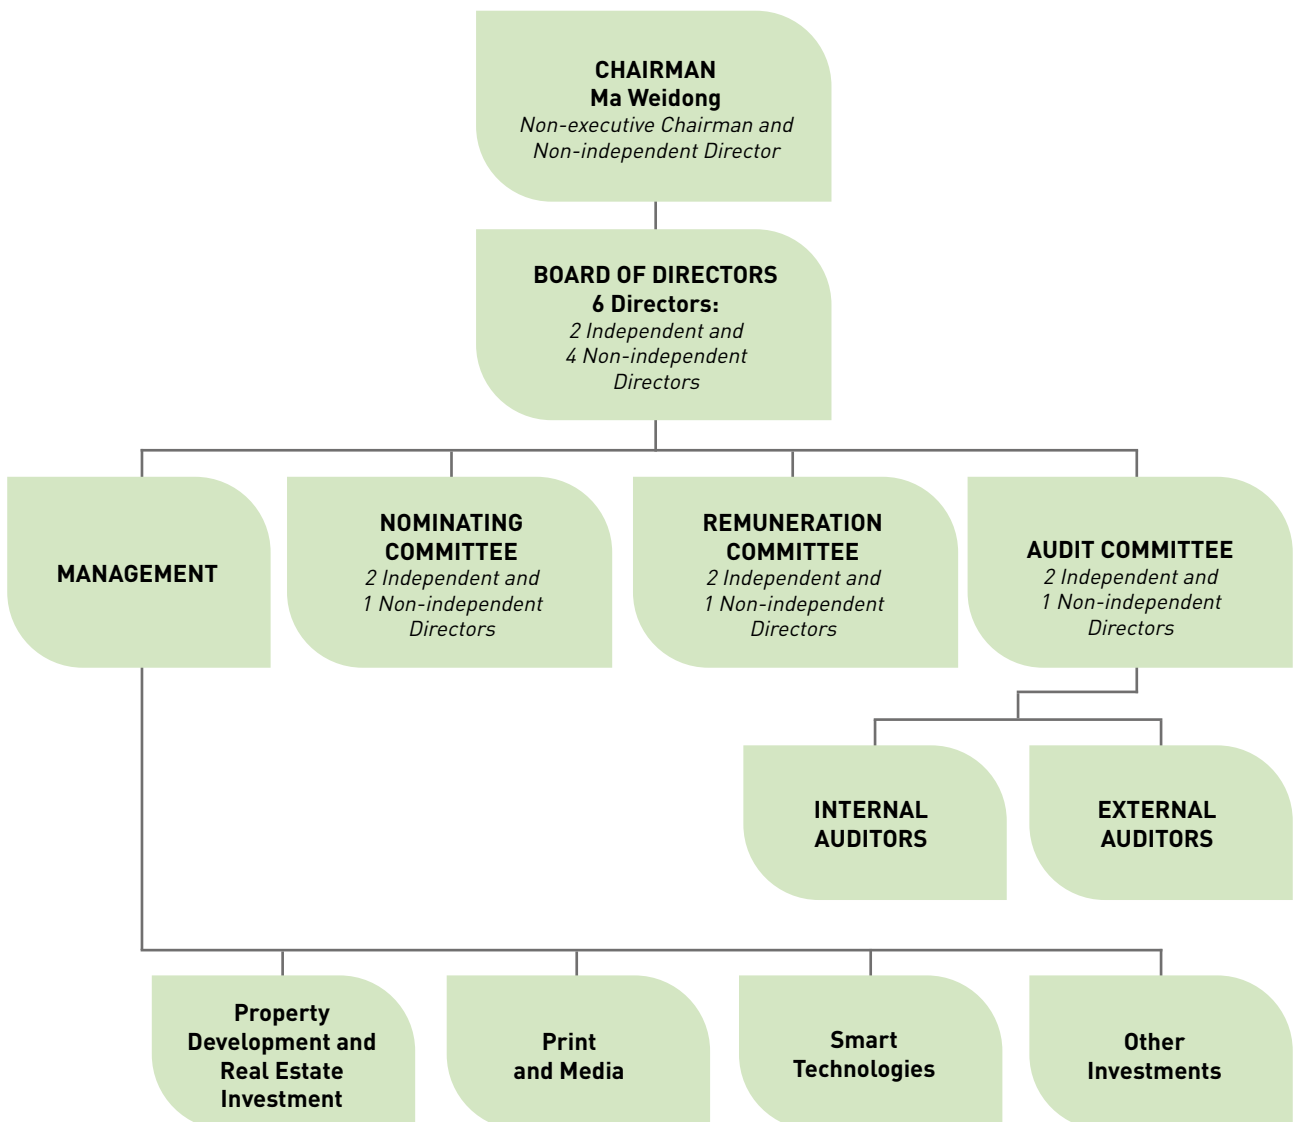 CHAIRMAN
Ma Weidong
Non-executive Chairman and
Non-independent Director
BOARD OF DIRECTORS
6 Directors:
2 Independent and
4 Non-independent
Directors
MANAGEMENT
NOMINATING
COMMITTEE
2 Independent and
1 Non-independent
Directors
REMUNERATION
COMMITTEE
2 Independent and
1 Non-independent
Directors
AUDIT COMMITTEE
2 Independent and
1 Non-independent
Directors
INTERNAL
AUDITORS
EXTERNAL
AUDITORS
Property
Development and
Real Estate
Investment
Print
and Media
Smart
Technologies
Other
Investments